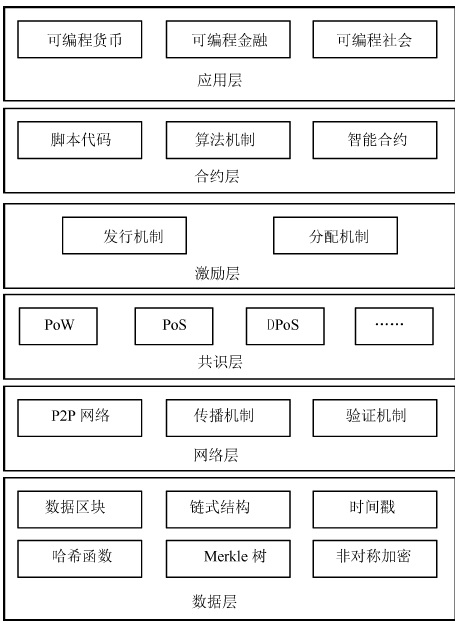 可编程货币 可编程金融 可编程社会
应用层
脚本代码 算法机制 智能合约
合约层
发行机制 分配机制
激励层
PoW PoS DPoS ……
共识层
P2P 网络 传播机制 验证机制
网络层
数据区块 链式结构 时间戳
哈希函数 Merkle 树 非对称加密
数据层